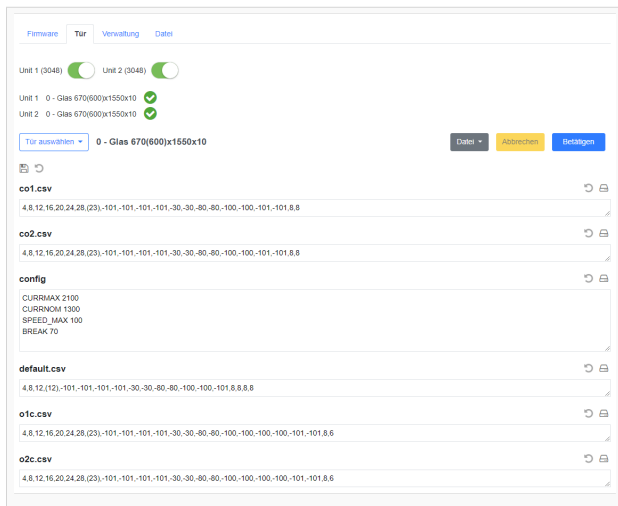 Firmware Tür Verwaltung Datei
Unit 1 (3048) Unit 2 (3048)
Unit 1 0 - Glas 670(600)x1550x10
Unit 2 0 - Glas 670(600)x1550x10
Tür auswählen 0 - Glas 670(600)x1550x10 Datei Abbrechen Betätigen
co1.csv
4,8,12,16,20,24,28,(23),-101,-101,-101,-101,-30,-30,-80,-80,-100,-100,-101,-101,8,8
co2.csv
4,8,12,16,20,24,28,(23),-101,-101,-101,-101,-30,-30,-80,-80,-100,-100,-101,-101,8,8
config
CURRMAX 2100
CURRNOM 1300
SPEED_MAX 100
BREAK 70
default.csv
4,8,12,(12),-101,-101,-101,-101,-30,-30,-80,-80,-100,-100,-101,8,8,8,8
o1c.csv
4,8,12,16,20,24,28,(23),-101,-101,-101,-101,-30,-30,-80,-80,-100,-100,-100,-100,-101,-101,8,6
o2c.csv
4,8,12,16,20,24,28,(23),-101,-101,-101,-101,-30,-30,-80,-80,-100,-100,-100,-100,-101,-101,8,6